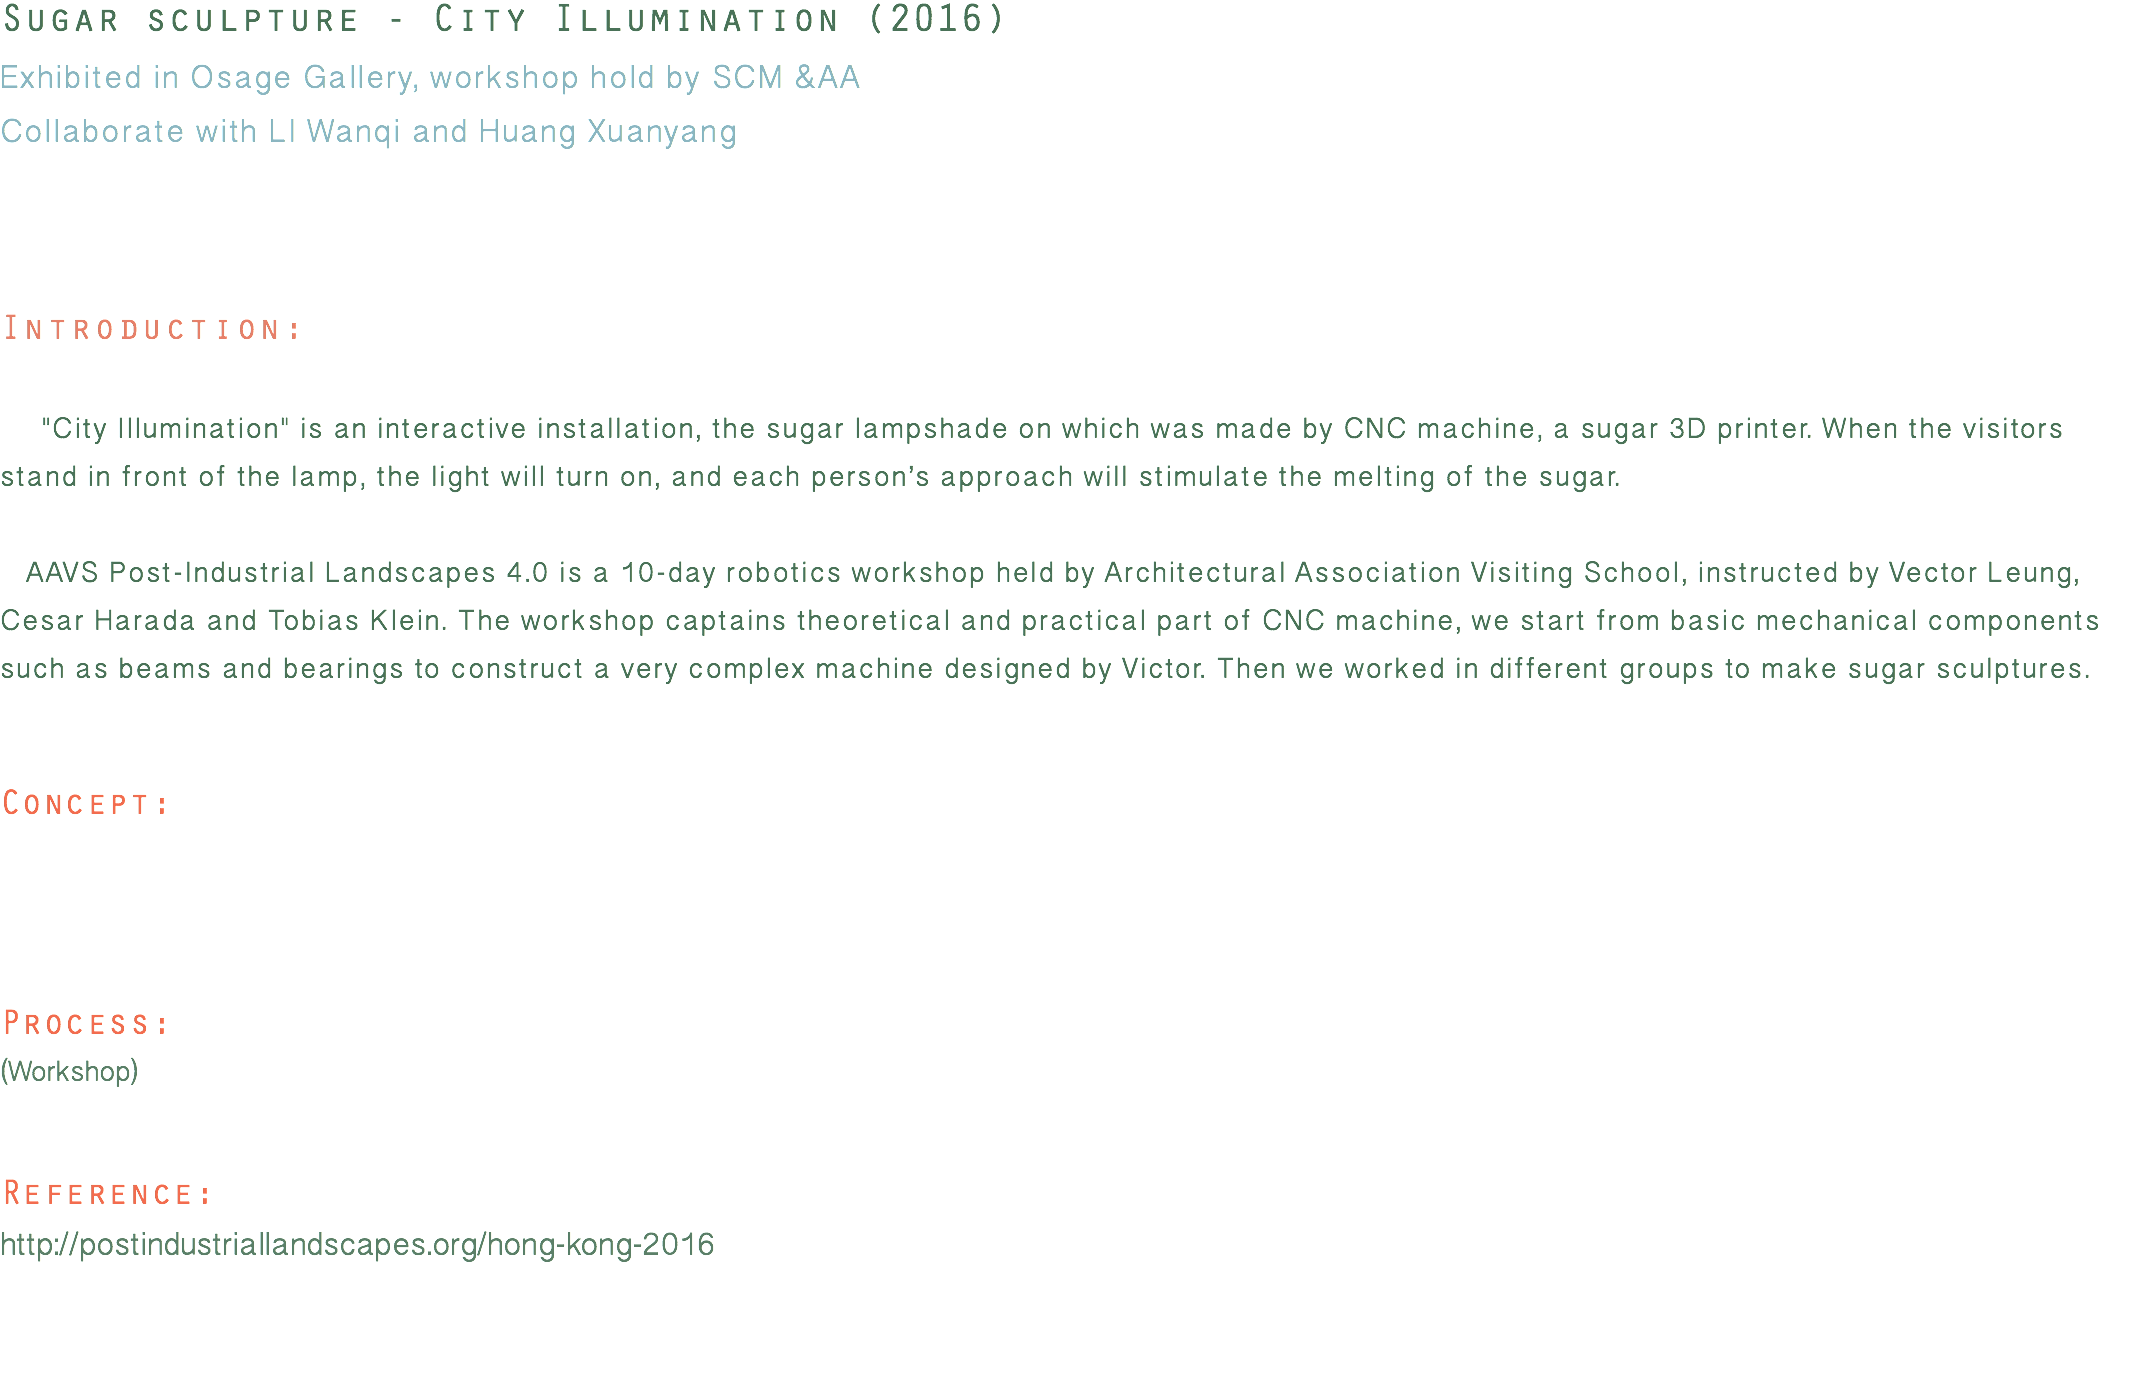 Sugar sculpture - City Illumination (2016)
Exhibited in Osage Gallery, workshop hold by SCM &AA
Collaborate with LI Wanqi and Huang Xuanyang
Introduction:
"City Illumination" is an interactive installation, the sugar lampshade on which was made by CNC machine, a sugar 3D printer. When the visitors
stand in front of the lamp, the light will turn on, and each person’s approach will stimulate the melting of the sugar.
AAVS Post-Industrial Landscapes 4.0 is a 10-day robotics workshop held by Architectural Association Visiting School, instructed by Vector Leung,
Cesar Harada and Tobias Klein. The workshop captains theoretical and practical part of CNC machine, we start from basic mechanical components
such as beams and bearings to construct a very complex machine designed by Victor. Then we worked in different groups to make sugar sculptures.
Concept:
Process:
(Workshop)
Reference:
http://postindustriallandscapes.org/hong-kong-2016